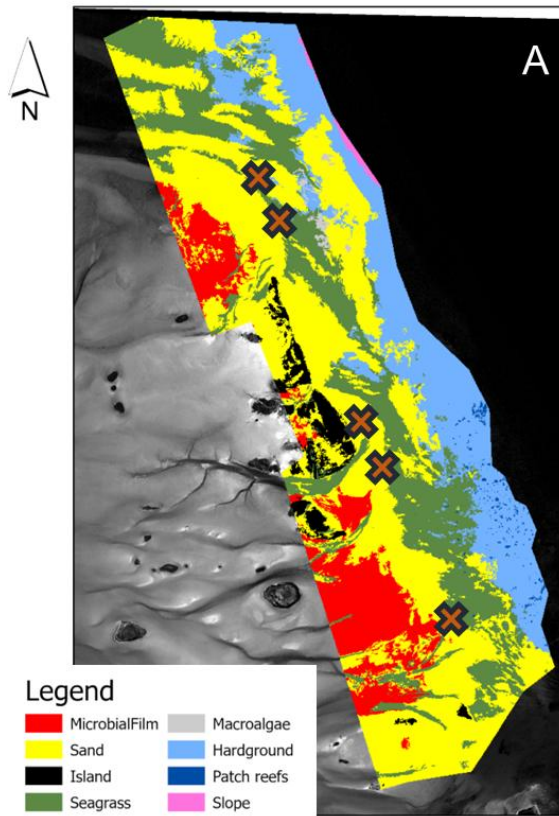 A
N
Legend
MicrobialFilm
Macroalgae
Sand
Hardground
Island
Patch reefs
Seagrass
Slope